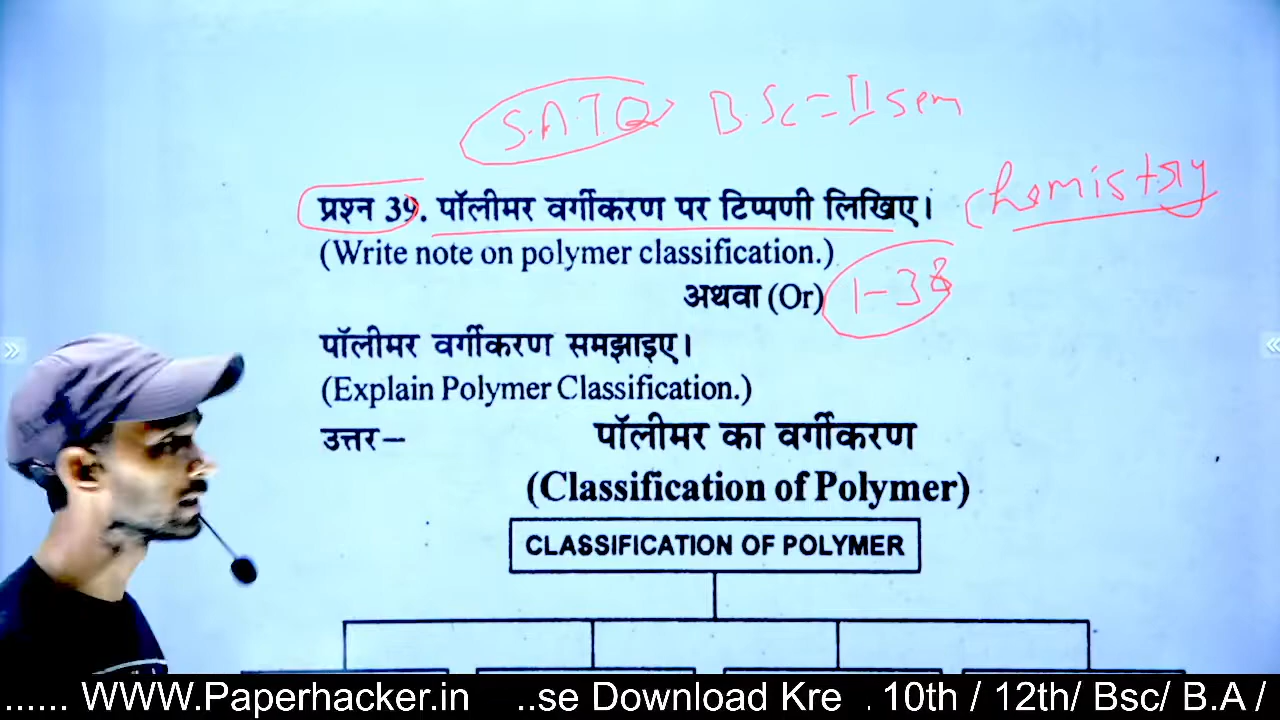 S.A.T.Q B.Sc = II sem
Chemistry
प्रश्न 39. पॉलीमर वर्गीकरण पर टिप्पणी लिखिए।
(Write note on polymer classification.)
अथवा (Or)
1-38
पॉलीमर वर्गीकरण समझाइए।
(Explain Polymer Classification.)
उत्तर– पॉलीमर का वर्गीकरण
(Classification of Polymer)
CLASSIFICATION OF POLYMER
...... WWW.Paperhacker.in ..se Download Kre . 10th / 12th/ Bsc/ B.A /